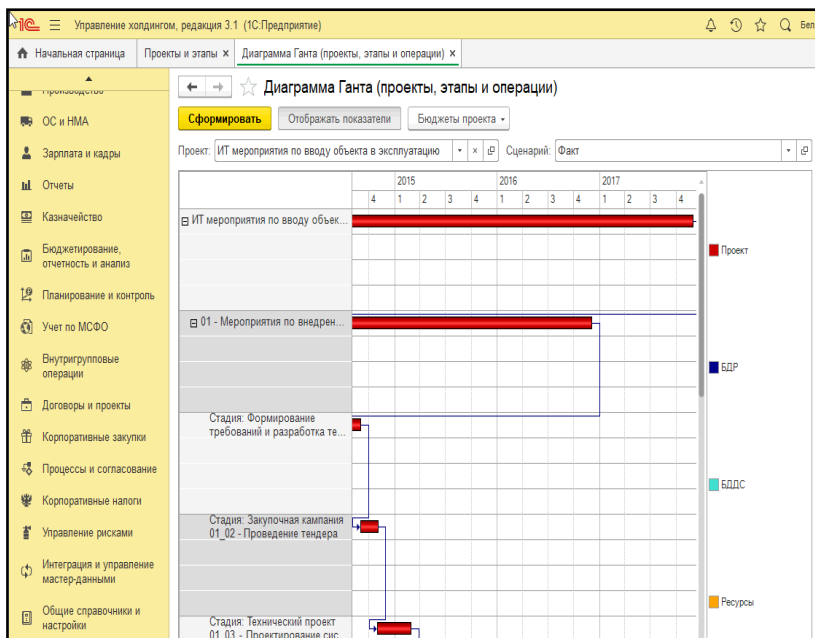 1С Управление холдингом, редакция 3.1 (1С:Предприятие) Бел
Начальная страница Проекты и этапы × Диаграмма Ганта (проекты, этапы и операции) ×
Производство
ОС и НМА
Зарплата и кадры
Отчеты
Казначейство
Бюджетирование,
отчетность и анализ
Планирование и контроль
Учет по МСФО
Внутригрупповые
операции
Договоры и проекты
Корпоративные закупки
Процессы и согласование
Корпоративные налоги
Управление рисками
Интеграция и управление
мастер-данными
Общие справочники и
настройки
Диаграмма Ганта (проекты, этапы и операции)
Сформировать Отображать показатели Бюджеты проекта
Проект: ИТ мероприятия по вводу объекта в эксплуатацию × Сценарий: Факт
2015 2016 2017
4 1 2 3 4 1 2 3 4 1 2 3 4
ИТ мероприятия по вводу объек...
01 - Мероприятия по внедрен...
Стадия: Формирование
требований и разработка те...
Стадия: Закупочная кампания
01_02 - Проведение тендера
Стадия: Технический проект
01_03 - Проектирование сис...
Проект
БДР
БДДС
Ресурсы